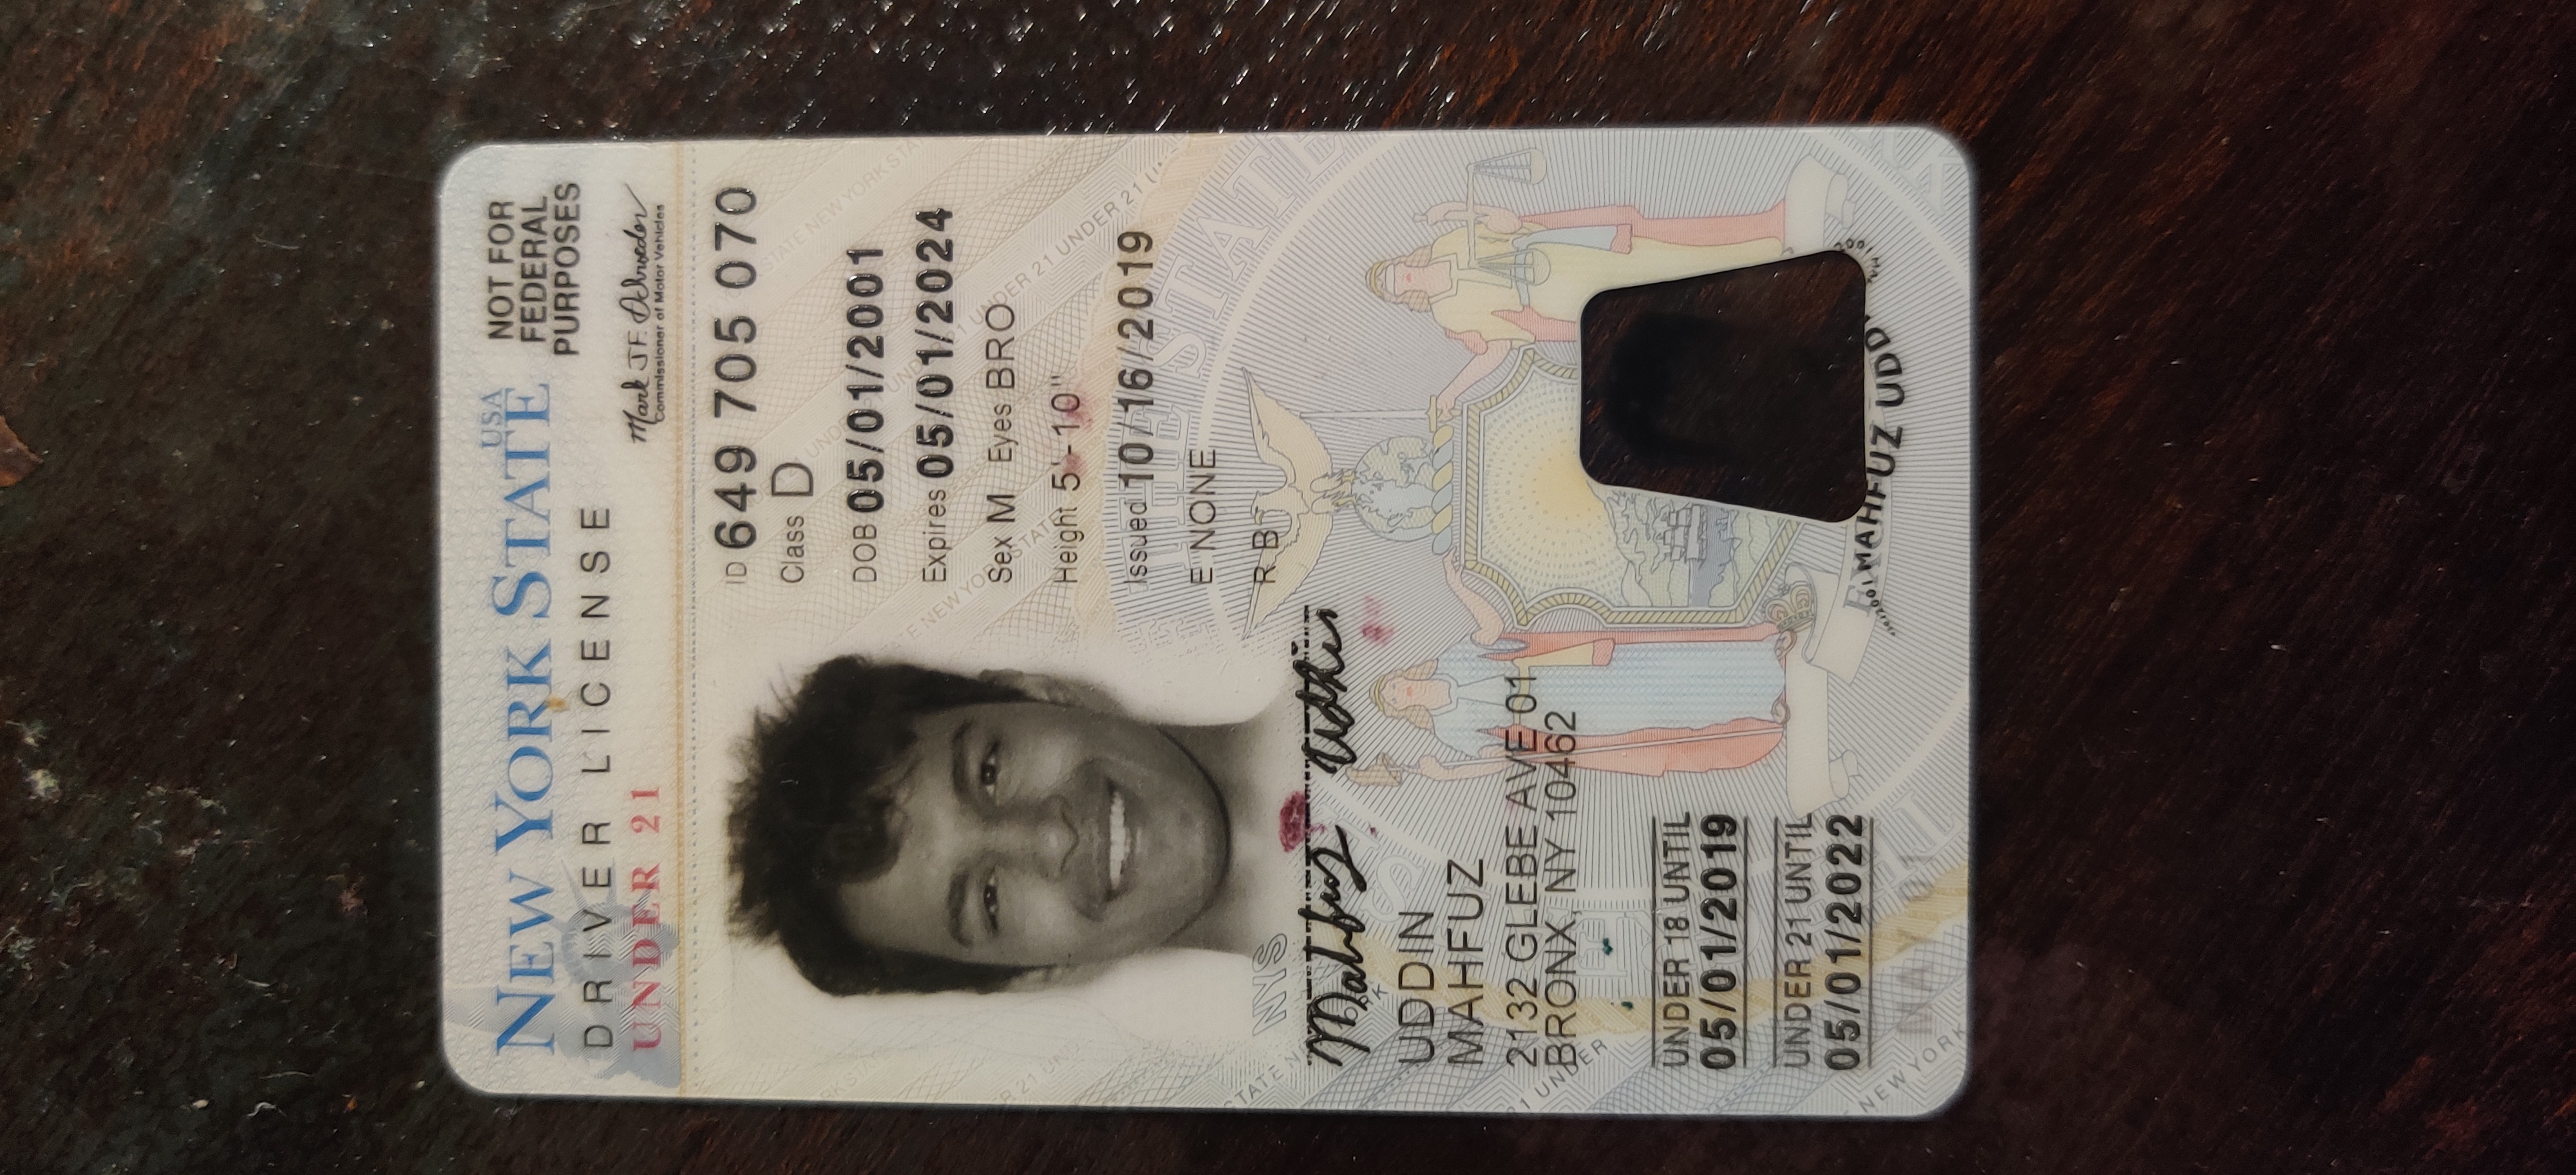 NEW YORK STATE USA
NOT FOR
FEDERAL
PURPOSES
DRIVER LICENSE
UNDER 21
Mark J.F. Schroeder
Commissioner of Motor Vehicles
ID 649 705 070
Class D
DOB 05/01/2001
Expires 05/01/2024
Sex M Eyes BRO
Height 5'-10"
Issued 10/16/2019
E NONE
R B
NYS
Mahfuz Uddin
UDDIN
MAHFUZ
2132 GLEBE AVE 01
BRONX, NY 10462
UNDER 18 UNTIL
05/01/2019
UNDER 21 UNTIL
05/01/2022
MAY 01
MAHFUZ UDD